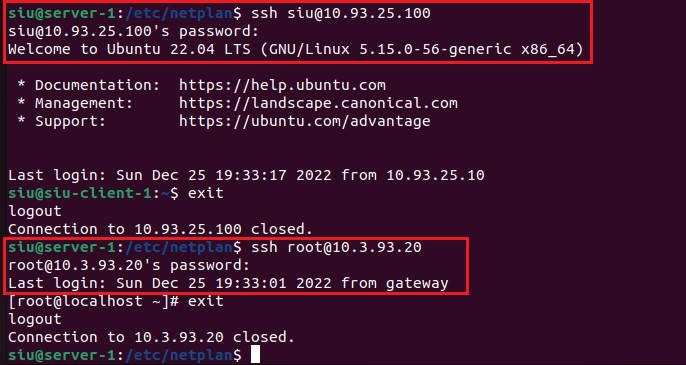 siu@server-1:/etc/netplan$ ssh siu@10.93.25.100
siu@10.93.25.100's password:
Welcome to Ubuntu 22.04 LTS (GNU/Linux 5.15.0-56-generic x86_64)
* Documentation:  https://help.ubuntu.com
* Management:     https://landscape.canonical.com
* Support:        https://ubuntu.com/advantage
Last login: Sun Dec 25 19:33:17 2022 from 10.93.25.10
siu@siu-client-1:~$ exit
logout
Connection to 10.93.25.100 closed.
siu@server-1:/etc/netplan$ ssh root@10.3.93.20
root@10.3.93.20's password:
Last login: Sun Dec 25 19:33:01 2022 from gateway
[root@localhost ~]# exit
logout
Connection to 10.3.93.20 closed.
siu@server-1:/etc/netplan$